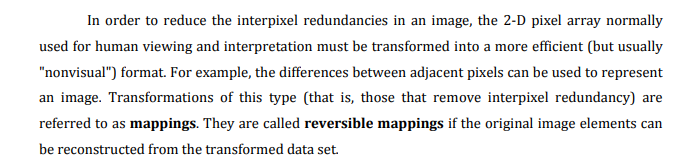 In order to reduce the interpixel redundancies in an image, the 2-D pixel array normally
used for human viewing and interpretation must be transformed into a more efficient (but usually
"nonvisual") format. For example, the differences between adjacent pixels can be used to represent
an image. Transformations of this type (that is, those that remove interpixel redundancy) are
referred to as mappings. They are called reversible mappings if the original image elements can
be reconstructed from the transformed data set.